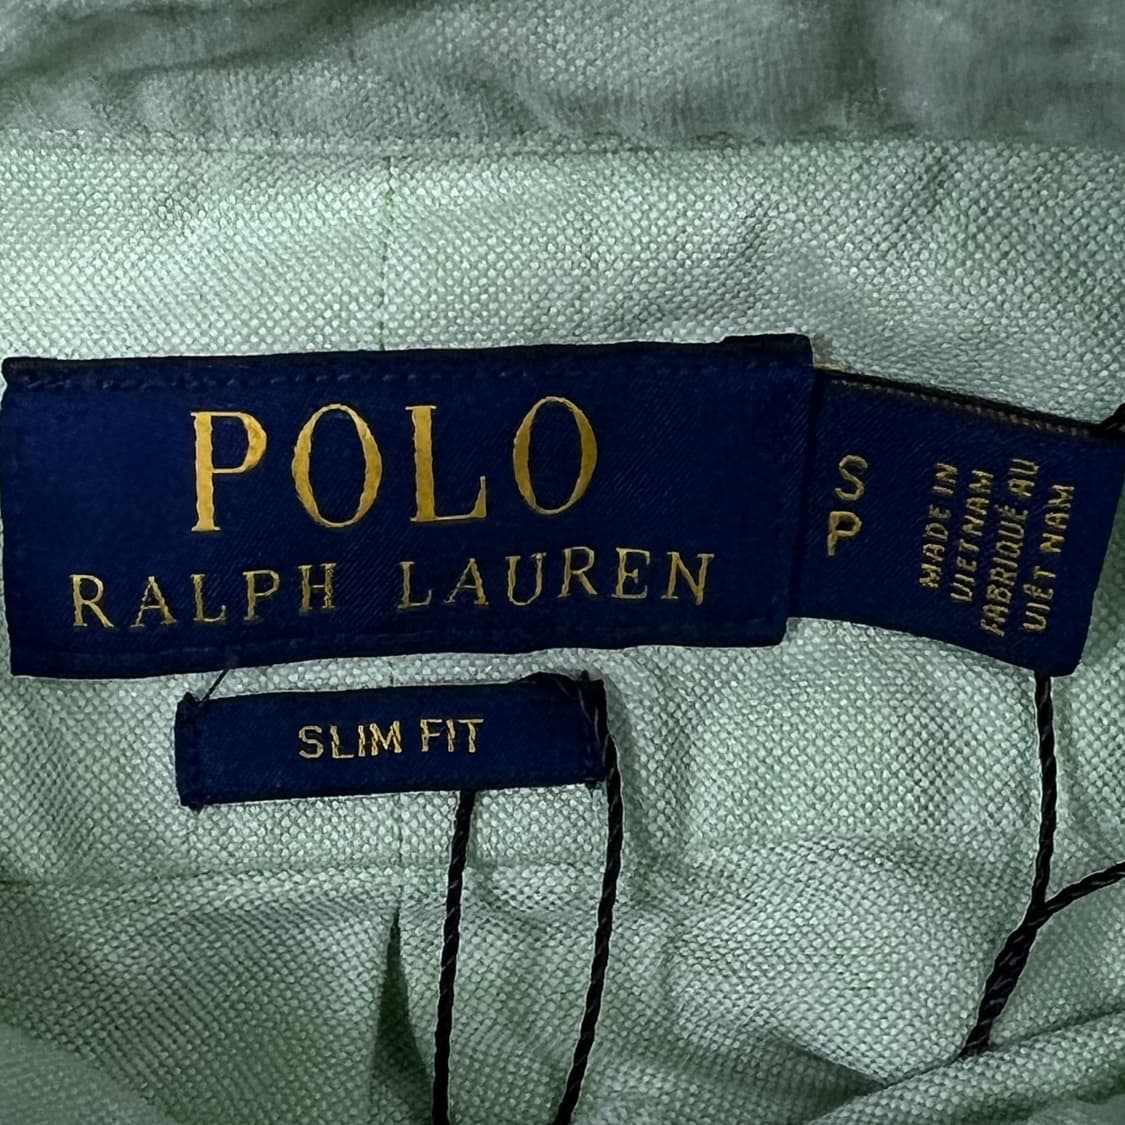 POLO
RALPH LAUREN
S
P
MADE IN
VIETNAM
FABRIQUÉ AU
VIÊT NAM
SLIM FIT